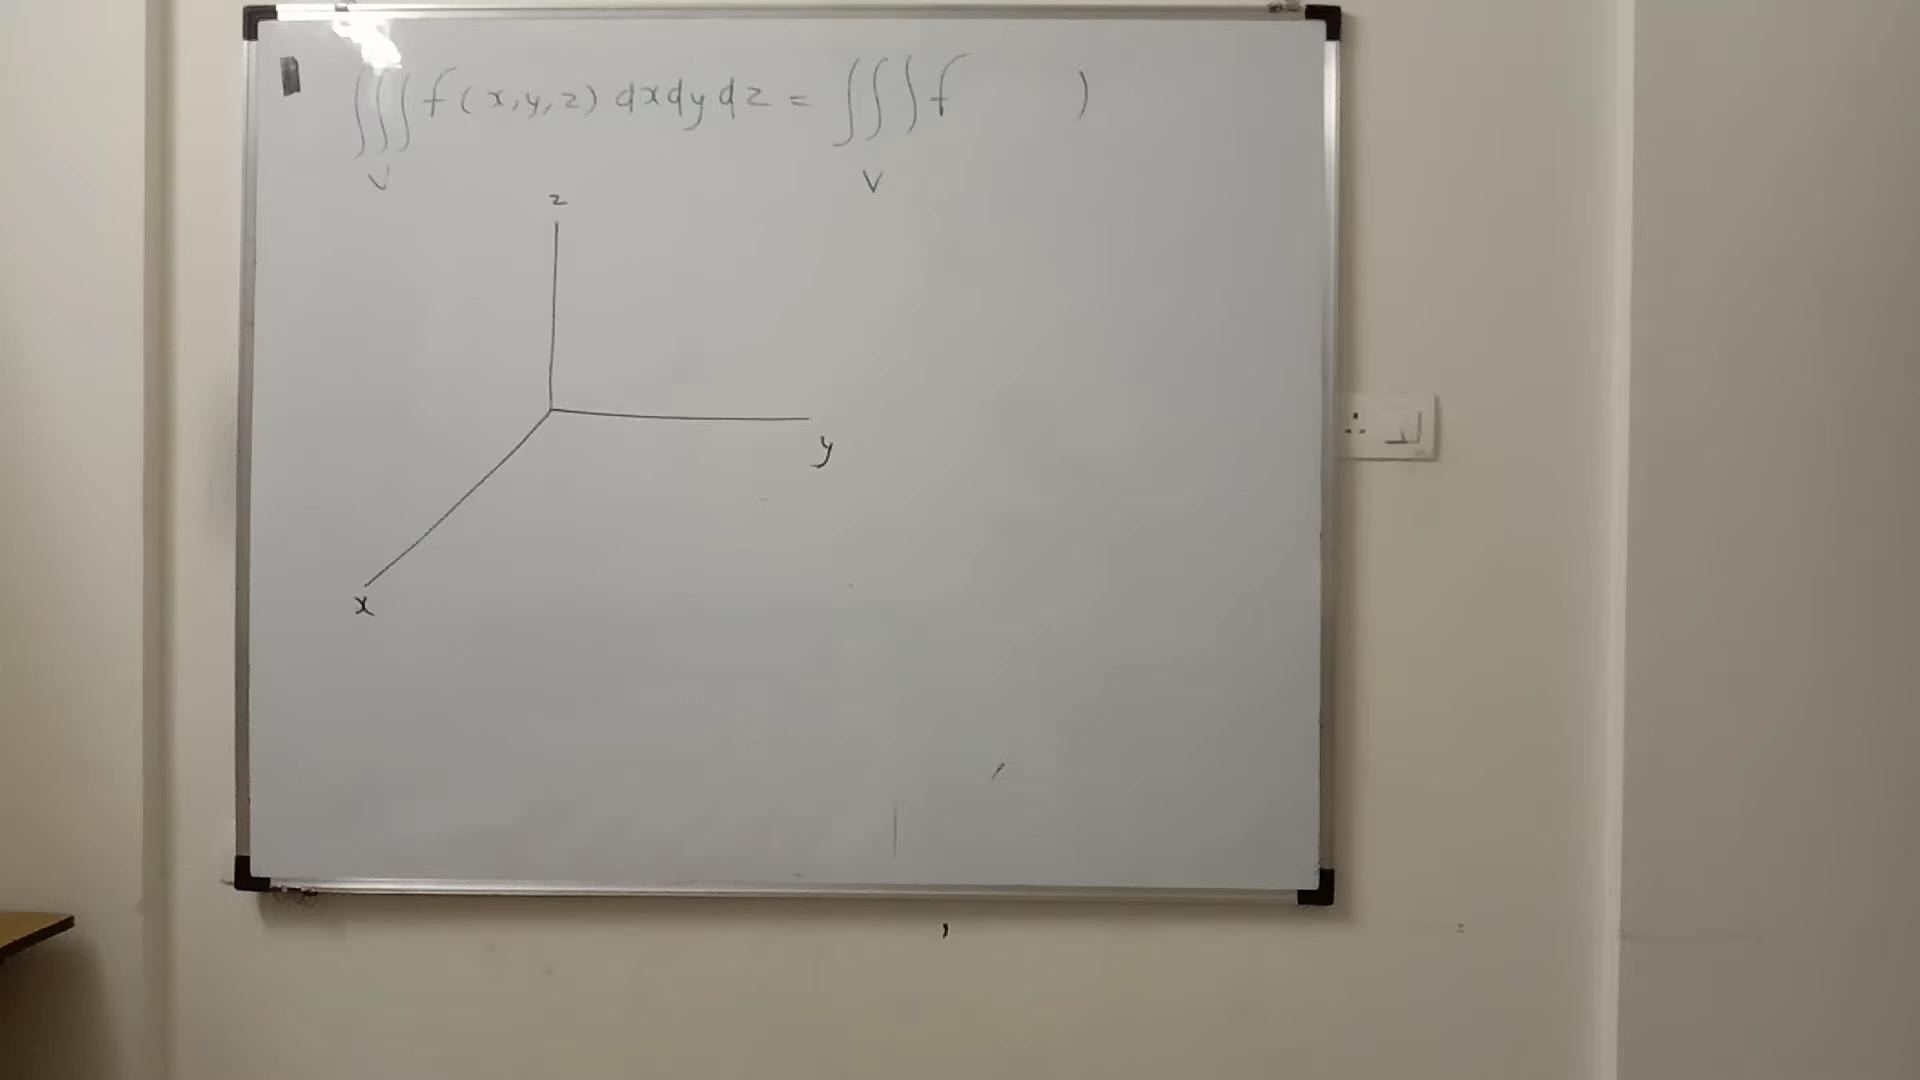 ∭ f(x,y,z) dxdydz = ∭ f )
V V
z
y
x